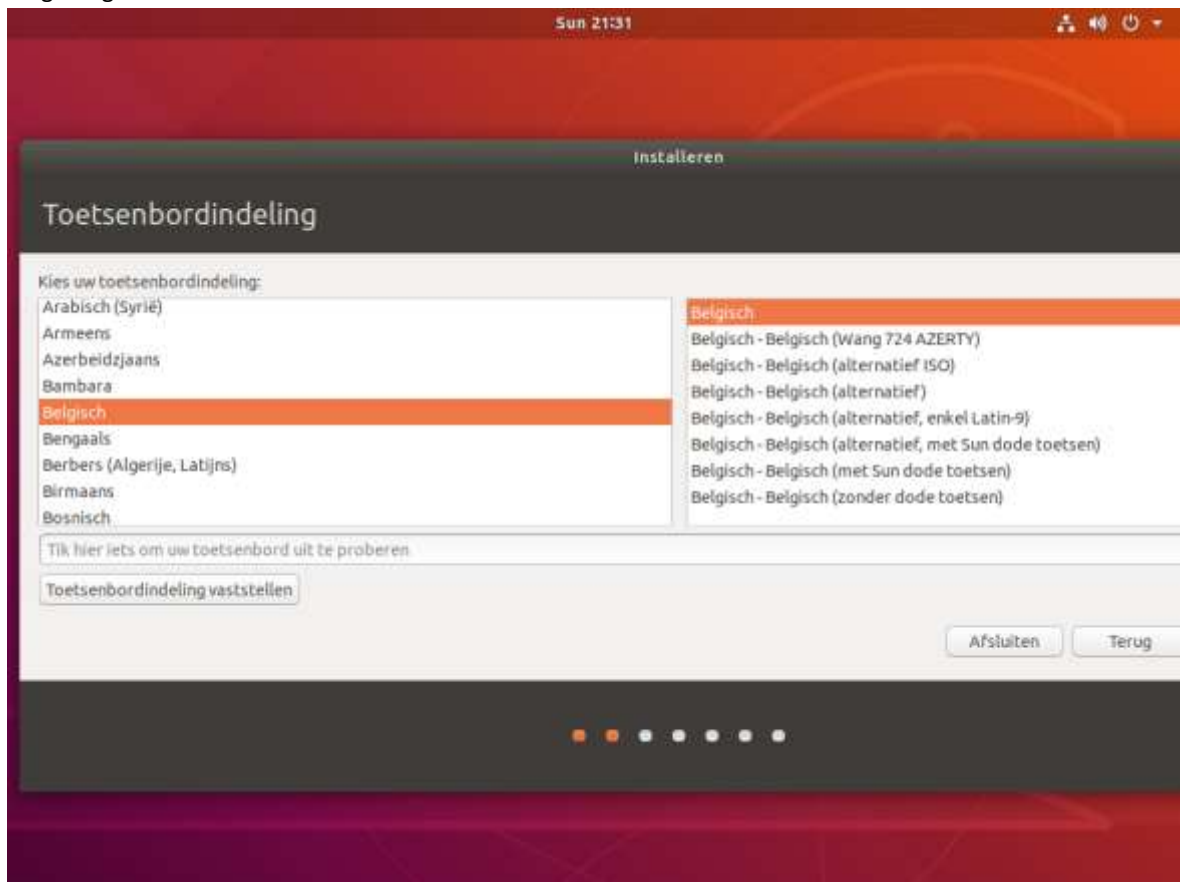 Sun 21:31
Installeren
Toetsenbordindeling
Kies uw toetsenbordindeling:
Arabisch (Syrië)
Armeens
Azerbeidzjaans
Bambara
Belgisch
Bengaals
Berbers (Algerije, Latijns)
Birmaans
Bosnisch
Belgisch
Belgisch - Belgisch (Wang 724 AZERTY)
Belgisch - Belgisch (alternatief ISO)
Belgisch - Belgisch (alternatief)
Belgisch - Belgisch (alternatief, enkel Latin-9)
Belgisch - Belgisch (alternatief, met Sun dode toetsen)
Belgisch - Belgisch (met Sun dode toetsen)
Belgisch - Belgisch (zonder dode toetsen)
Tik hier iets om uw toetsenbord uit te proberen
Toetsenbordindeling vaststellen
Afsluiten
Terug